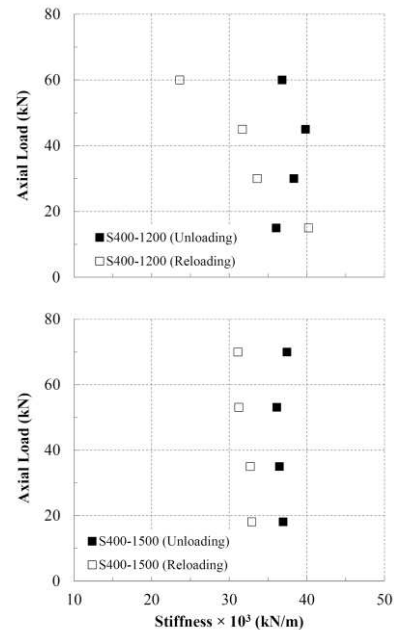 80
60
40
20
0
Axial Load (kN)
S400-1200 (Unloading)
S400-1200 (Reloading)
80
60
40
20
0
Axial Load (kN)
S400-1500 (Unloading)
S400-1500 (Reloading)
10 20 30 40 50
Stiffness × 10³ (kN/m)